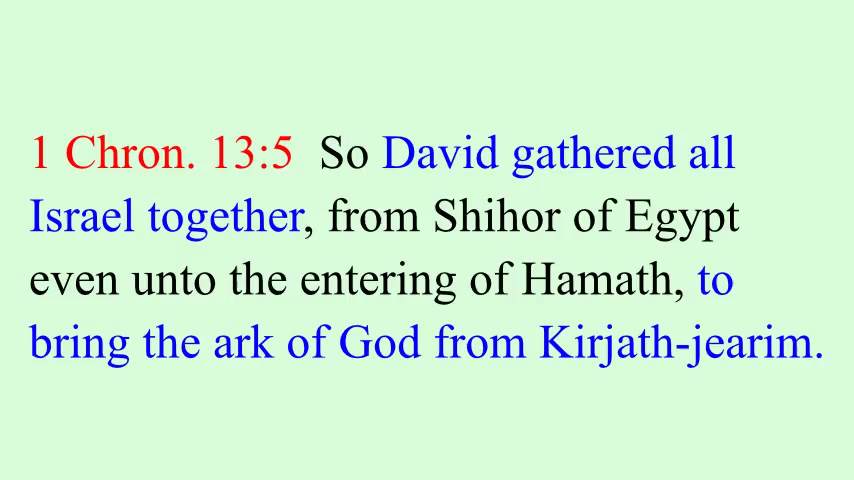 1 Chron. 13:5  So David gathered all
Israel together, from Shihor of Egypt
even unto the entering of Hamath, to
bring the ark of God from Kirjath-jearim.